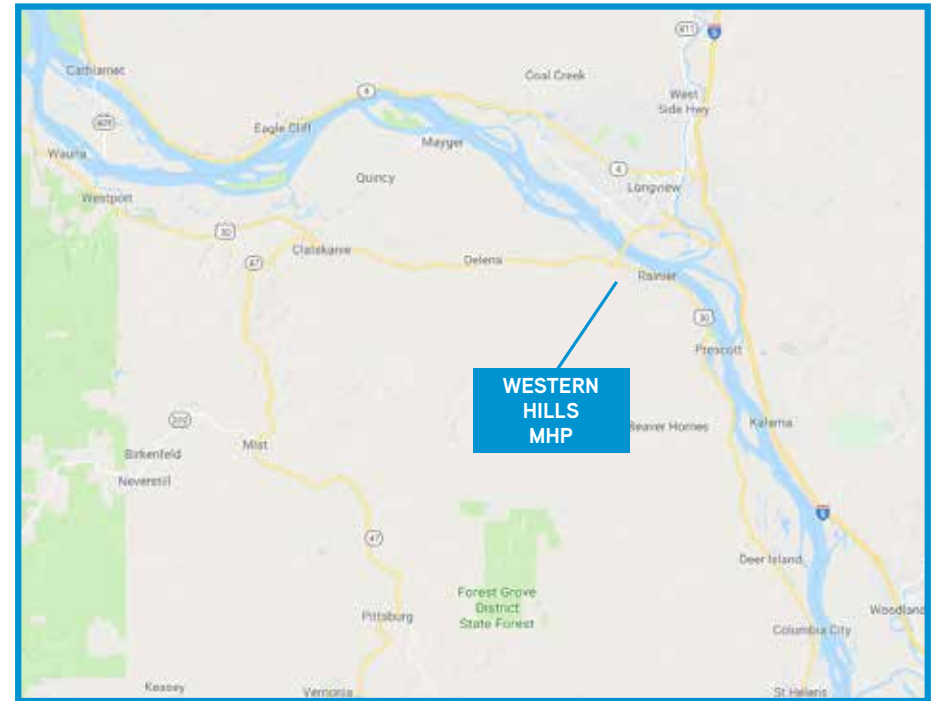 411
5
Cathlamet
Coal Creek
West
Side Hwy
4
409
Eagle Cliff
Mayger
Wauna
4
Quincy
Longview
Westport
30
Clatskanie
47
Delena
Rainier
30
Prescott
WESTERN
HILLS
MHP
202
Beaver Homes
Kalama
Mist
Birkenfeld
Neverstill
5
47
Deer Island
Forest Grove
District
State Forest
Pittsburg
Woodland
Columbia City
Keasey
Vernonia
St Helens